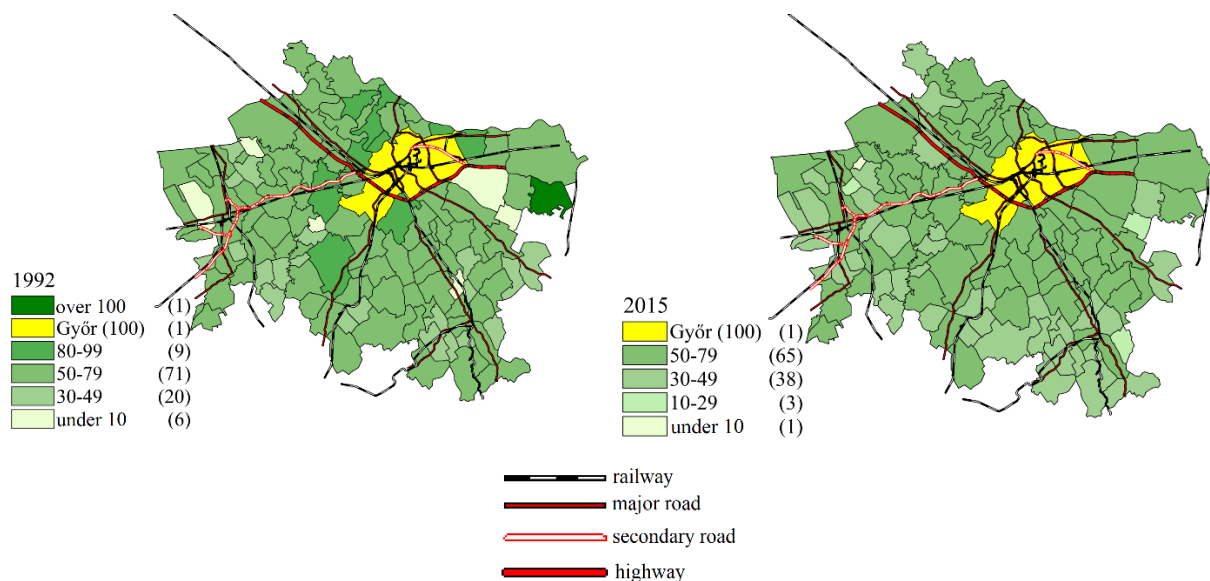 1992
over 100 (1)
Győr (100) (1)
80-99 (9)
50-79 (71)
30-49 (20)
under 10 (6)
2015
Győr (100) (1)
50-79 (65)
30-49 (38)
10-29 (3)
under 10 (1)
railway
major road
secondary road
highway